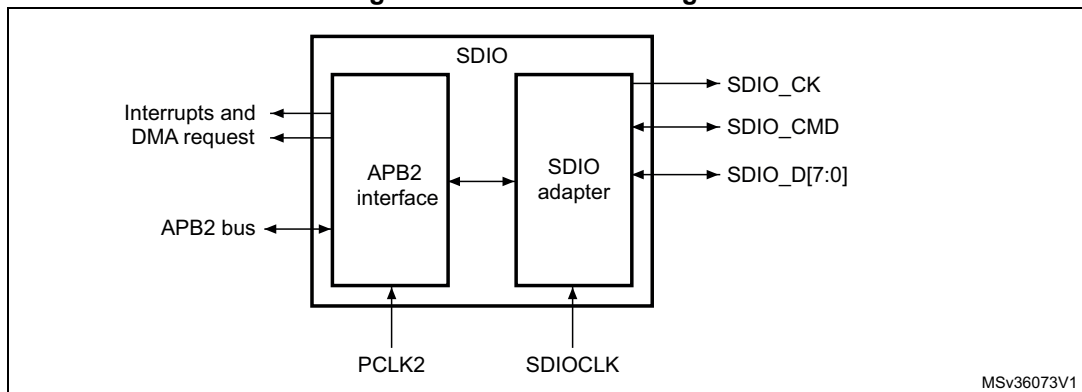 SDIO
Interrupts and
DMA request
APB2
interface
SDIO
adapter
SDIO_CK
SDIO_CMD
SDIO_D[7:0]
APB2 bus
PCLK2
SDIOCLK
MSv36073V1